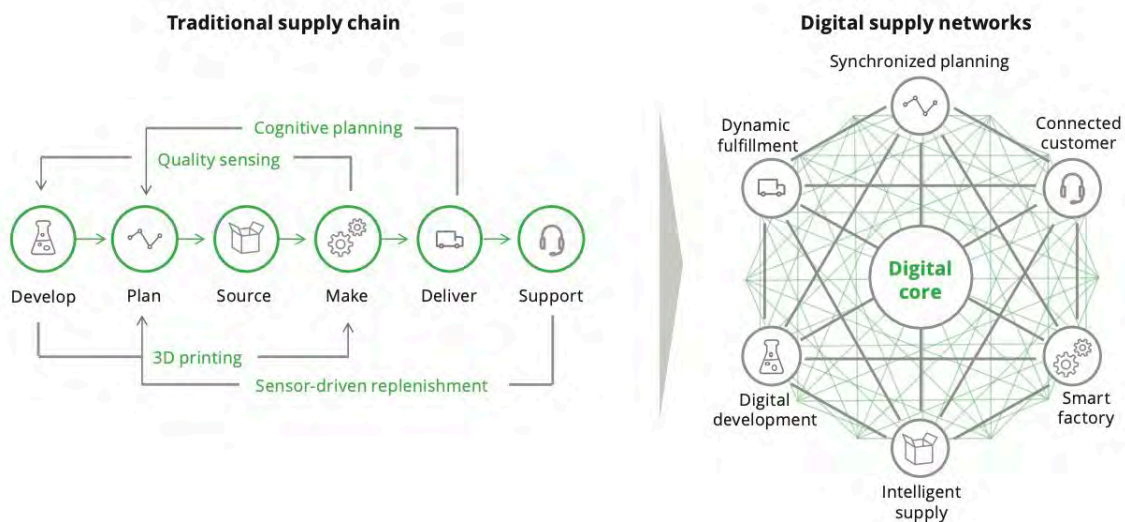 Traditional supply chain
Cognitive planning
Quality sensing
Develop
Plan
Source
Make
Deliver
Support
3D printing
Sensor-driven replenishment
Digital supply networks
Synchronized planning
Dynamic
fulfillment
Connected
customer
Digital
core
Digital
development
Smart
factory
Intelligent
supply